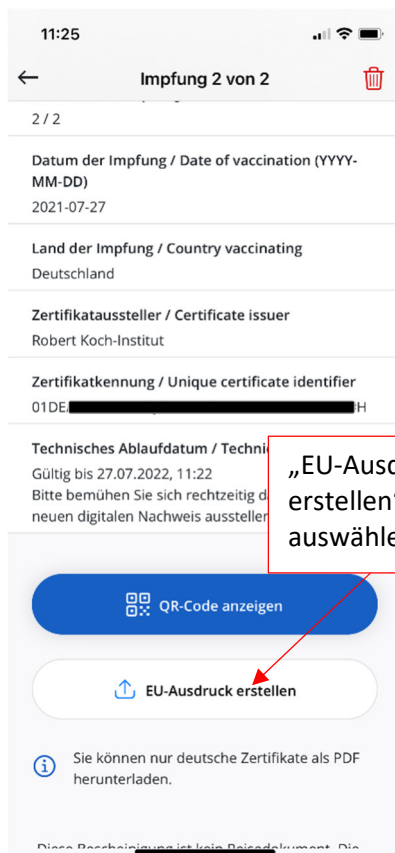 11:25
Impfung 2 von 2
2 / 2
Datum der Impfung / Date of vaccination (YYYY-
MM-DD)
2021-07-27
Land der Impfung / Country vaccinating
Deutschland
Zertifikataussteller / Certificate issuer
Robert Koch-Institut
Zertifikatkennung / Unique certificate identifier
01DE H
Technisches Ablaufdatum /
Gültig bis 27.07.2022, 11:22
Bitte bemühen Sie sich rechtzeitig
neuen digitalen Nachweis
„EU-
erstellen“
QR-Code anzeigen
EU-Ausdruck erstellen
Sie können nur deutsche Zertifikate als PDF
herunterladen.
Diese Bescheinigung ist kein Reisedokument. Die